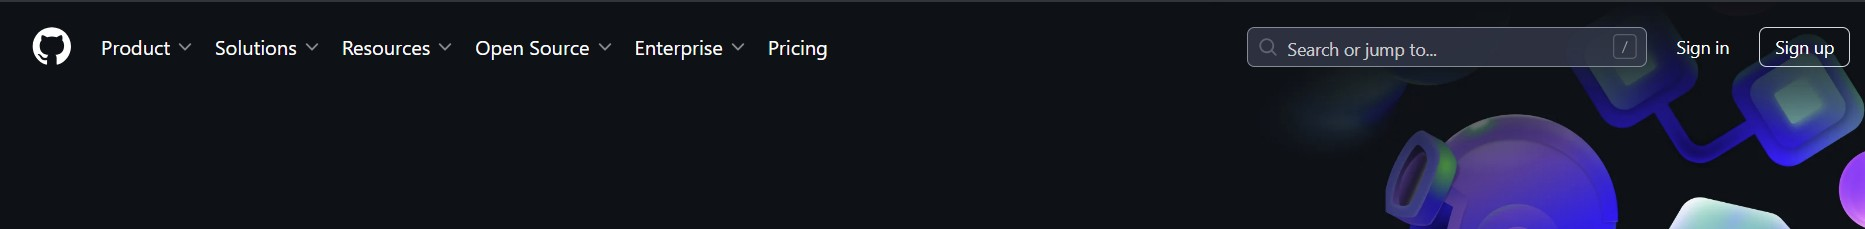 Product Solutions Resources Open Source Enterprise Pricing Search or jump to... / Sign in Sign up